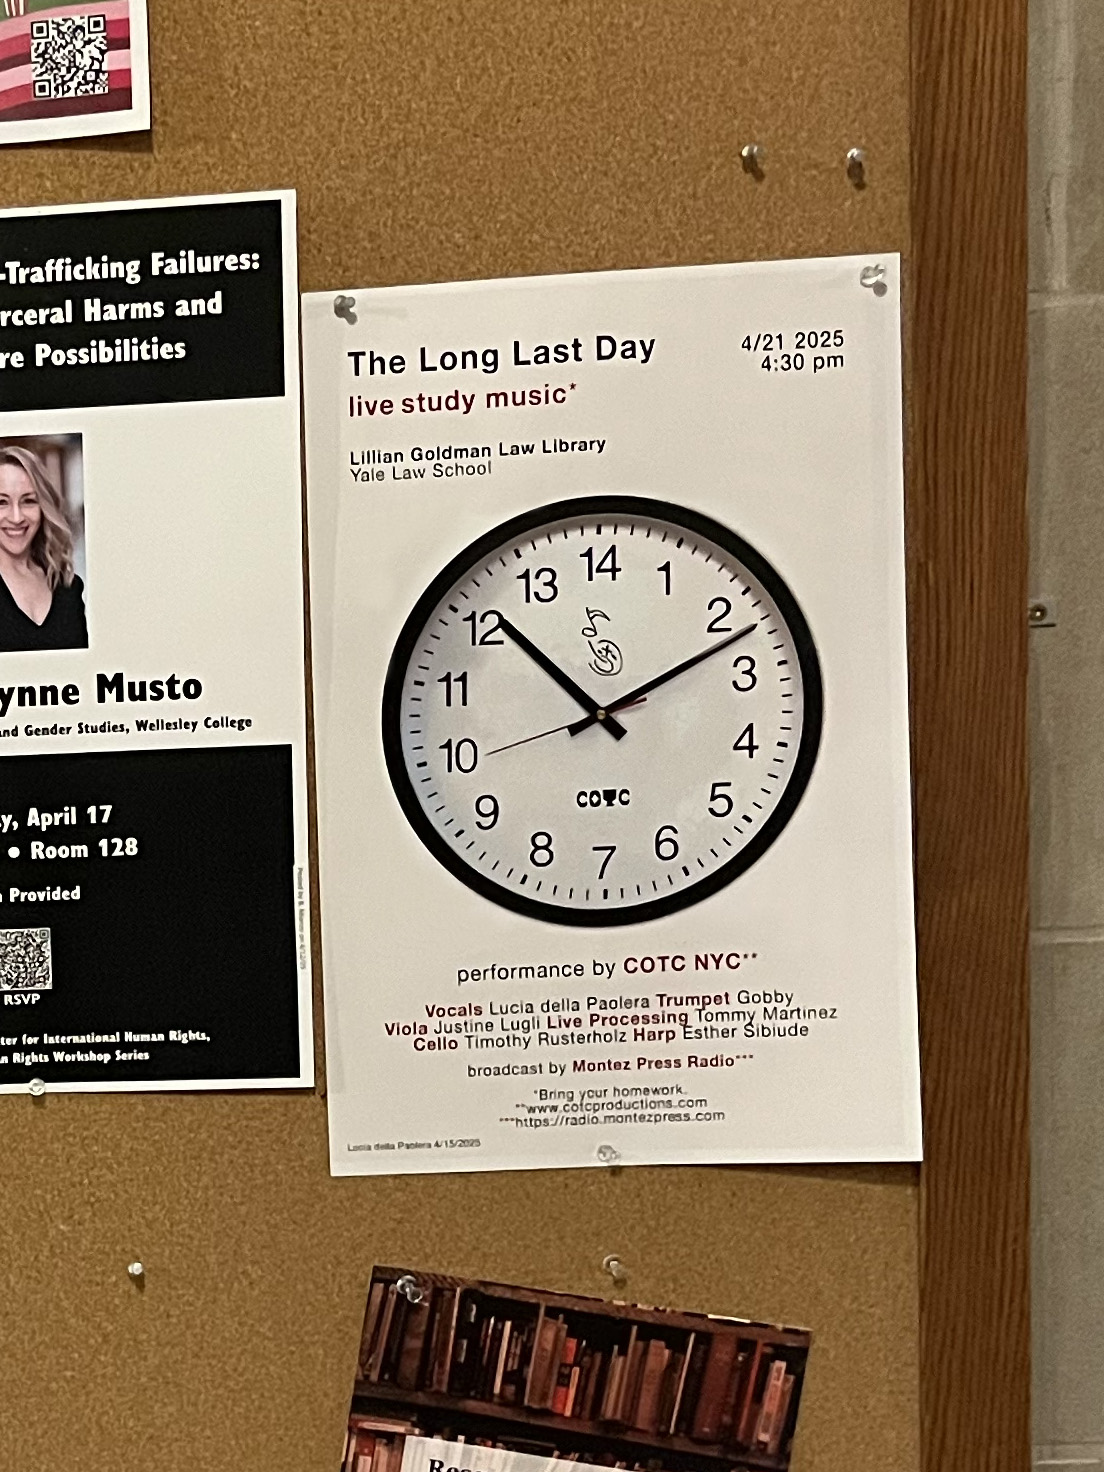 -Trafficking Failures:
rceral Harms and
re Possibilities
ynne Musto
nd Gender Studies, Wellesley College
y, April 17
• Room 128
Provided
RSVP
ter for International Human Rights,
n Rights Workshop Series
The Long Last Day
4/21 2025
4:30 pm
live study music*
Lillian Goldman Law Library
Yale Law School
14
13
1
12
2
11
3
10
4
9
5
8
6
7
COTC
performance by COTC NYC**
Vocals Lucia della Paolera Trumpet Gobby
Viola Justine Lugli Live Processing Tommy Martinez
Cello Timothy Rusterholz Harp Esther Sibiude
broadcast by Montez Press Radio***
*Bring your homework.
**www.cotcproductions.com
***https://radio.montezpress.com
Lucia della Paolera 4/15/2025